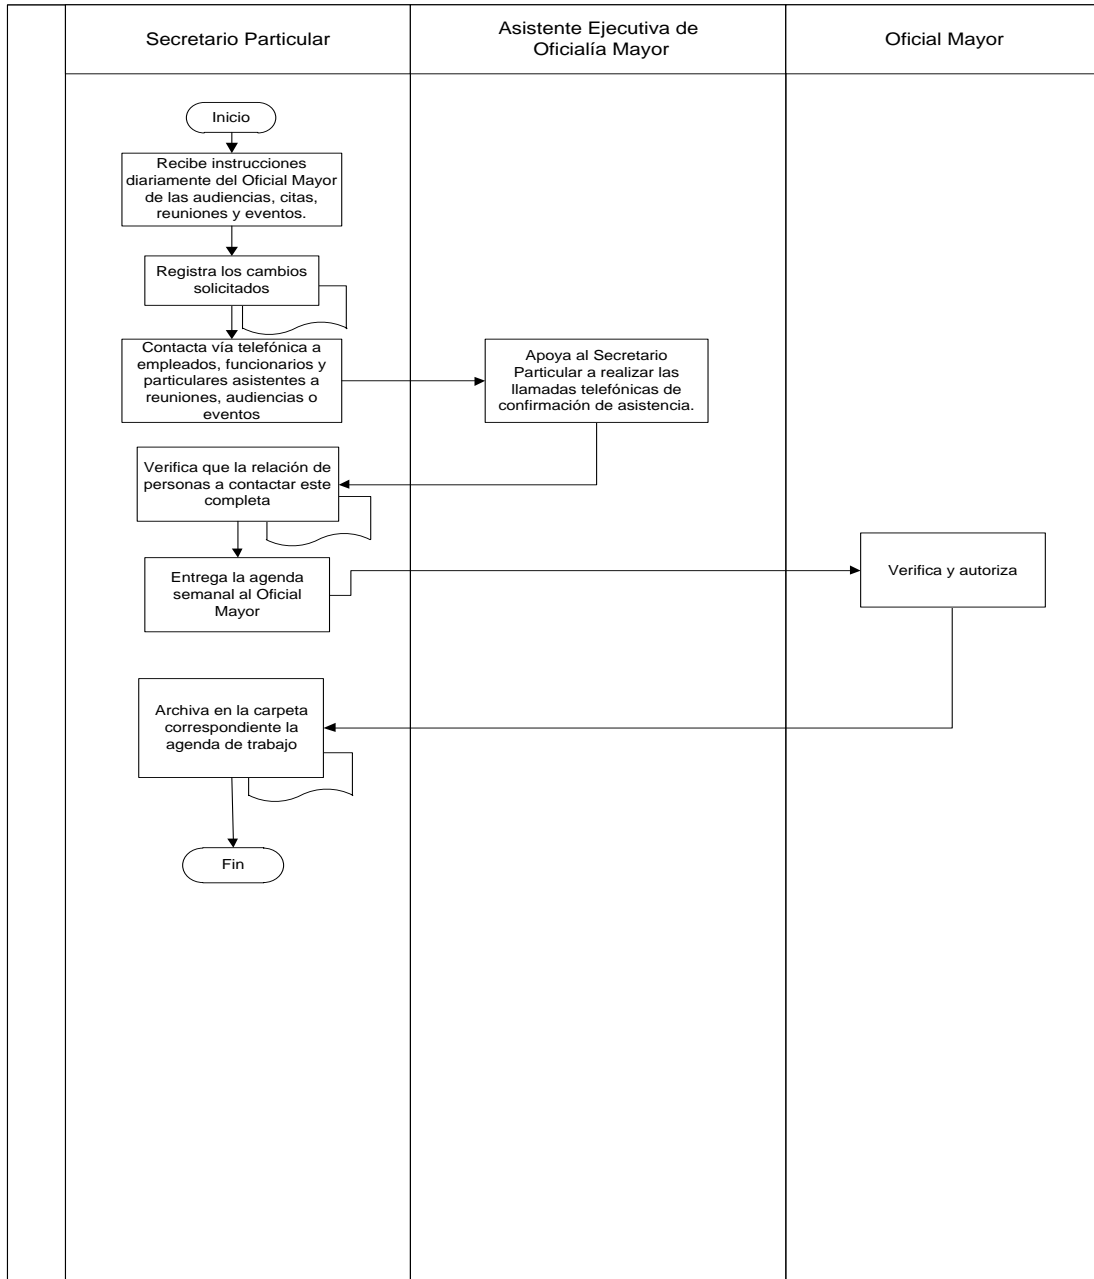 Secretario Particular
Asistente Ejecutiva de
Oficialía Mayor
Oficial Mayor
Inicio
Recibe instrucciones
diariamente del Oficial Mayor
de las audiencias, citas,
reuniones y eventos.
Registra los cambios
solicitados
Contacta vía telefónica a
empleados, funcionarios y
particulares asistentes a
reuniones, audiencias o
eventos
Apoya al Secretario
Particular a realizar las
llamadas telefónicas de
confirmación de asistencia.
Verifica que la relación de
personas a contactar este
completa
Entrega la agenda
semanal al Oficial
Mayor
Verifica y autoriza
Archiva en la carpeta
correspondiente la
agenda de trabajo
Fin